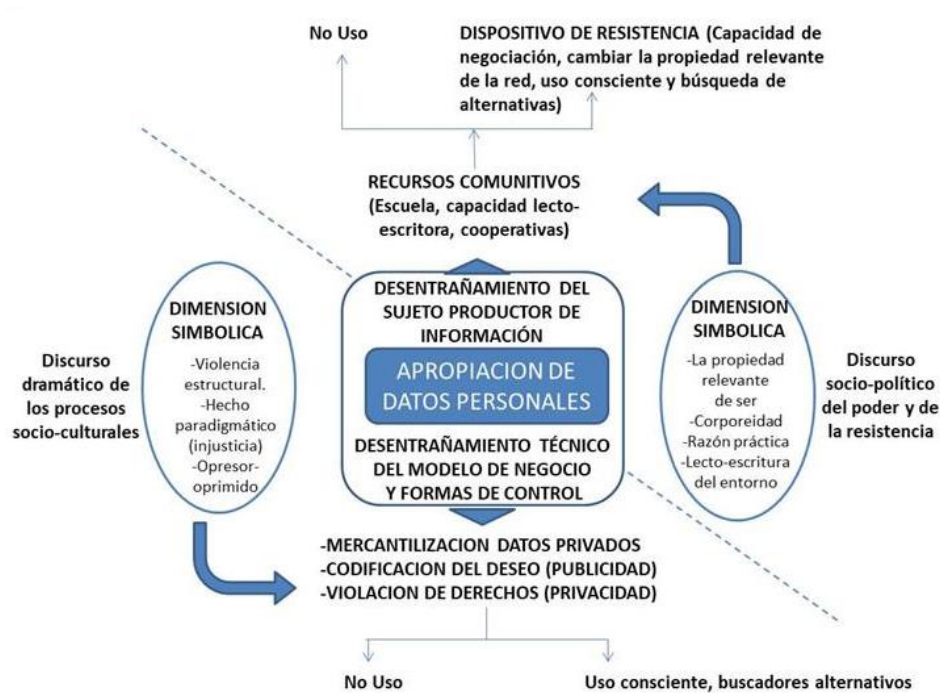 No Uso
DISPOSITIVO DE RESISTENCIA (Capacidad de
negociación, cambiar la propiedad relevante
de la red, uso consciente y búsqueda de
alternativas)
RECURSOS COMUNITIVOS
(Escuela, capacidad lecto-
escritora, cooperativas)
DESENTRAÑAMIENTO DEL
SUJETO PRODUCTOR DE
INFORMACIÓN
APROPIACION DE
DATOS PERSONALES
DESENTRAÑAMIENTO TÉCNICO
DEL MODELO DE NEGOCIO
Y FORMAS DE CONTROL
Discurso
dramático de
los procesos
socio-culturales
DIMENSION
SIMBOLICA
-Violencia
estructural.
-Hecho
paradigmático
(injusticia)
-Opresor-
oprimido
DIMENSION
SIMBOLICA
-La propiedad
relevante
de ser
-Corporeidad
-Razón práctica
-Lecto-escritura
del entorno
Discurso
socio-político
del poder y de
la resistencia
-MERCANTILIZACION DATOS PRIVADOS
-CODIFICACION DEL DESEO (PUBLICIDAD)
-VIOLACION DE DERECHOS (PRIVACIDAD)
No Uso
Uso consciente, buscadores alternativos